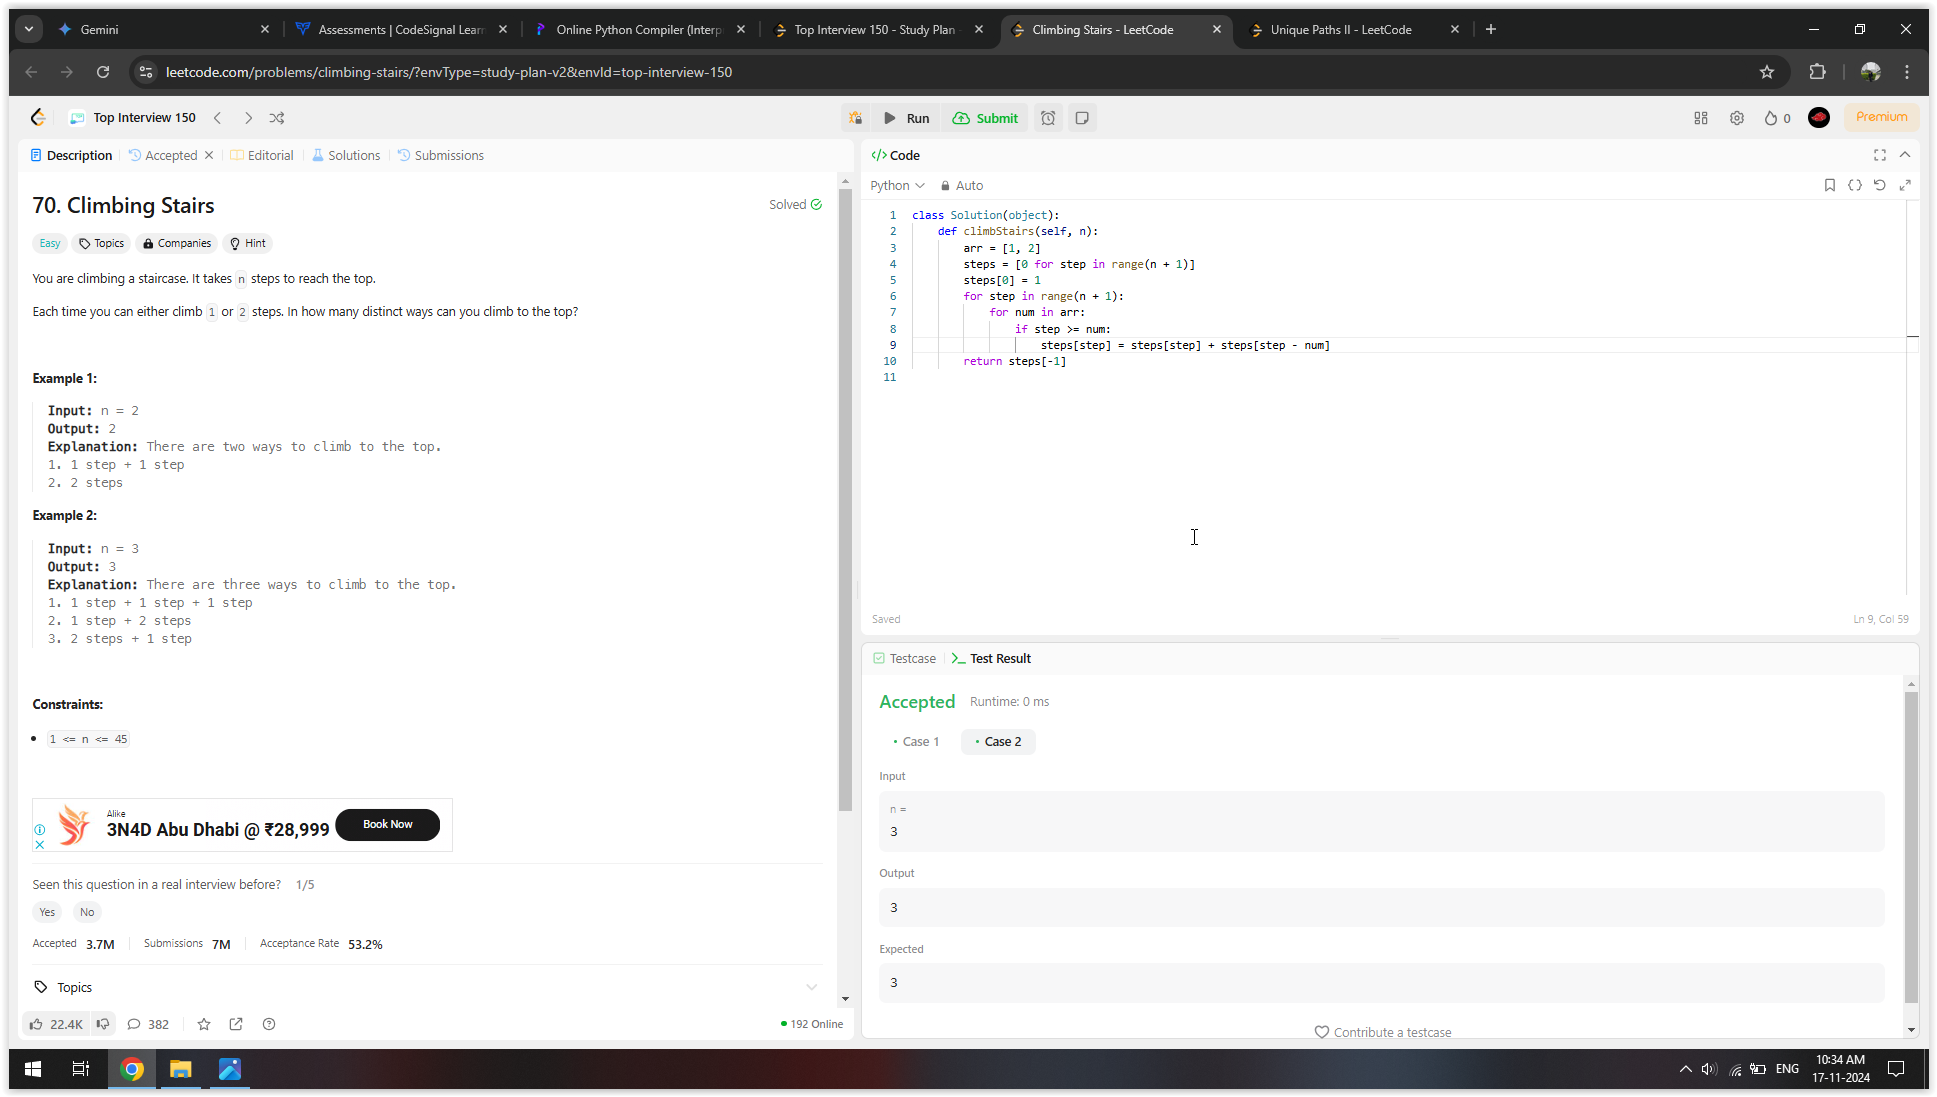 Gemini
Assessments | CodeSignal Lear
Online Python Compiler (Interp
Top Interview 150 - Study Plan
Climbing Stairs - LeetCode
Unique Paths II - LeetCode
leetcode.com/problems/climbing-stairs/?envType=study-plan-v2&envId=top-interview-150
Top Interview 150
Run
Submit
0
Premium
Description
Accepted
Editorial
Solutions
Submissions
70. Climbing Stairs
Solved
Easy
Topics
Companies
Hint
You are climbing a staircase. It takes n steps to reach the top.
Each time you can either climb 1 or 2 steps. In how many distinct ways can you climb to the top?
Example 1:
Input: n = 2
Output: 2
Explanation: There are two ways to climb to the top.
1. 1 step + 1 step
2. 2 steps
Example 2:
Input: n = 3
Output: 3
Explanation: There are three ways to climb to the top.
1. 1 step + 1 step + 1 step
2. 1 step + 2 steps
3. 2 steps + 1 step
Constraints:
1 <= n <= 45
Alike
3N4D Abu Dhabi @ ₹28,999
Book Now
Seen this question in a real interview before? 1/5
Yes
No
Accepted 3.7M
Submissions 7M
Acceptance Rate 53.2%
Topics
22.4K
382
192 Online
Code
Python
Auto
1 class Solution(object):
2 def climbStairs(self, n):
3 arr = [1, 2]
4 steps = [0 for step in range(n + 1)]
5 steps[0] = 1
6 for step in range(n + 1):
7 for num in arr:
8 if step >= num:
9 steps[step] = steps[step] + steps[step - num]
10 return steps[-1]
11
Saved
Ln 9, Col 59
Testcase
Test Result
Accepted
Runtime: 0 ms
Case 1
Case 2
Input
n =
3
Output
3
Expected
3
Contribute a testcase
ENG
10:34 AM
17-11-2024